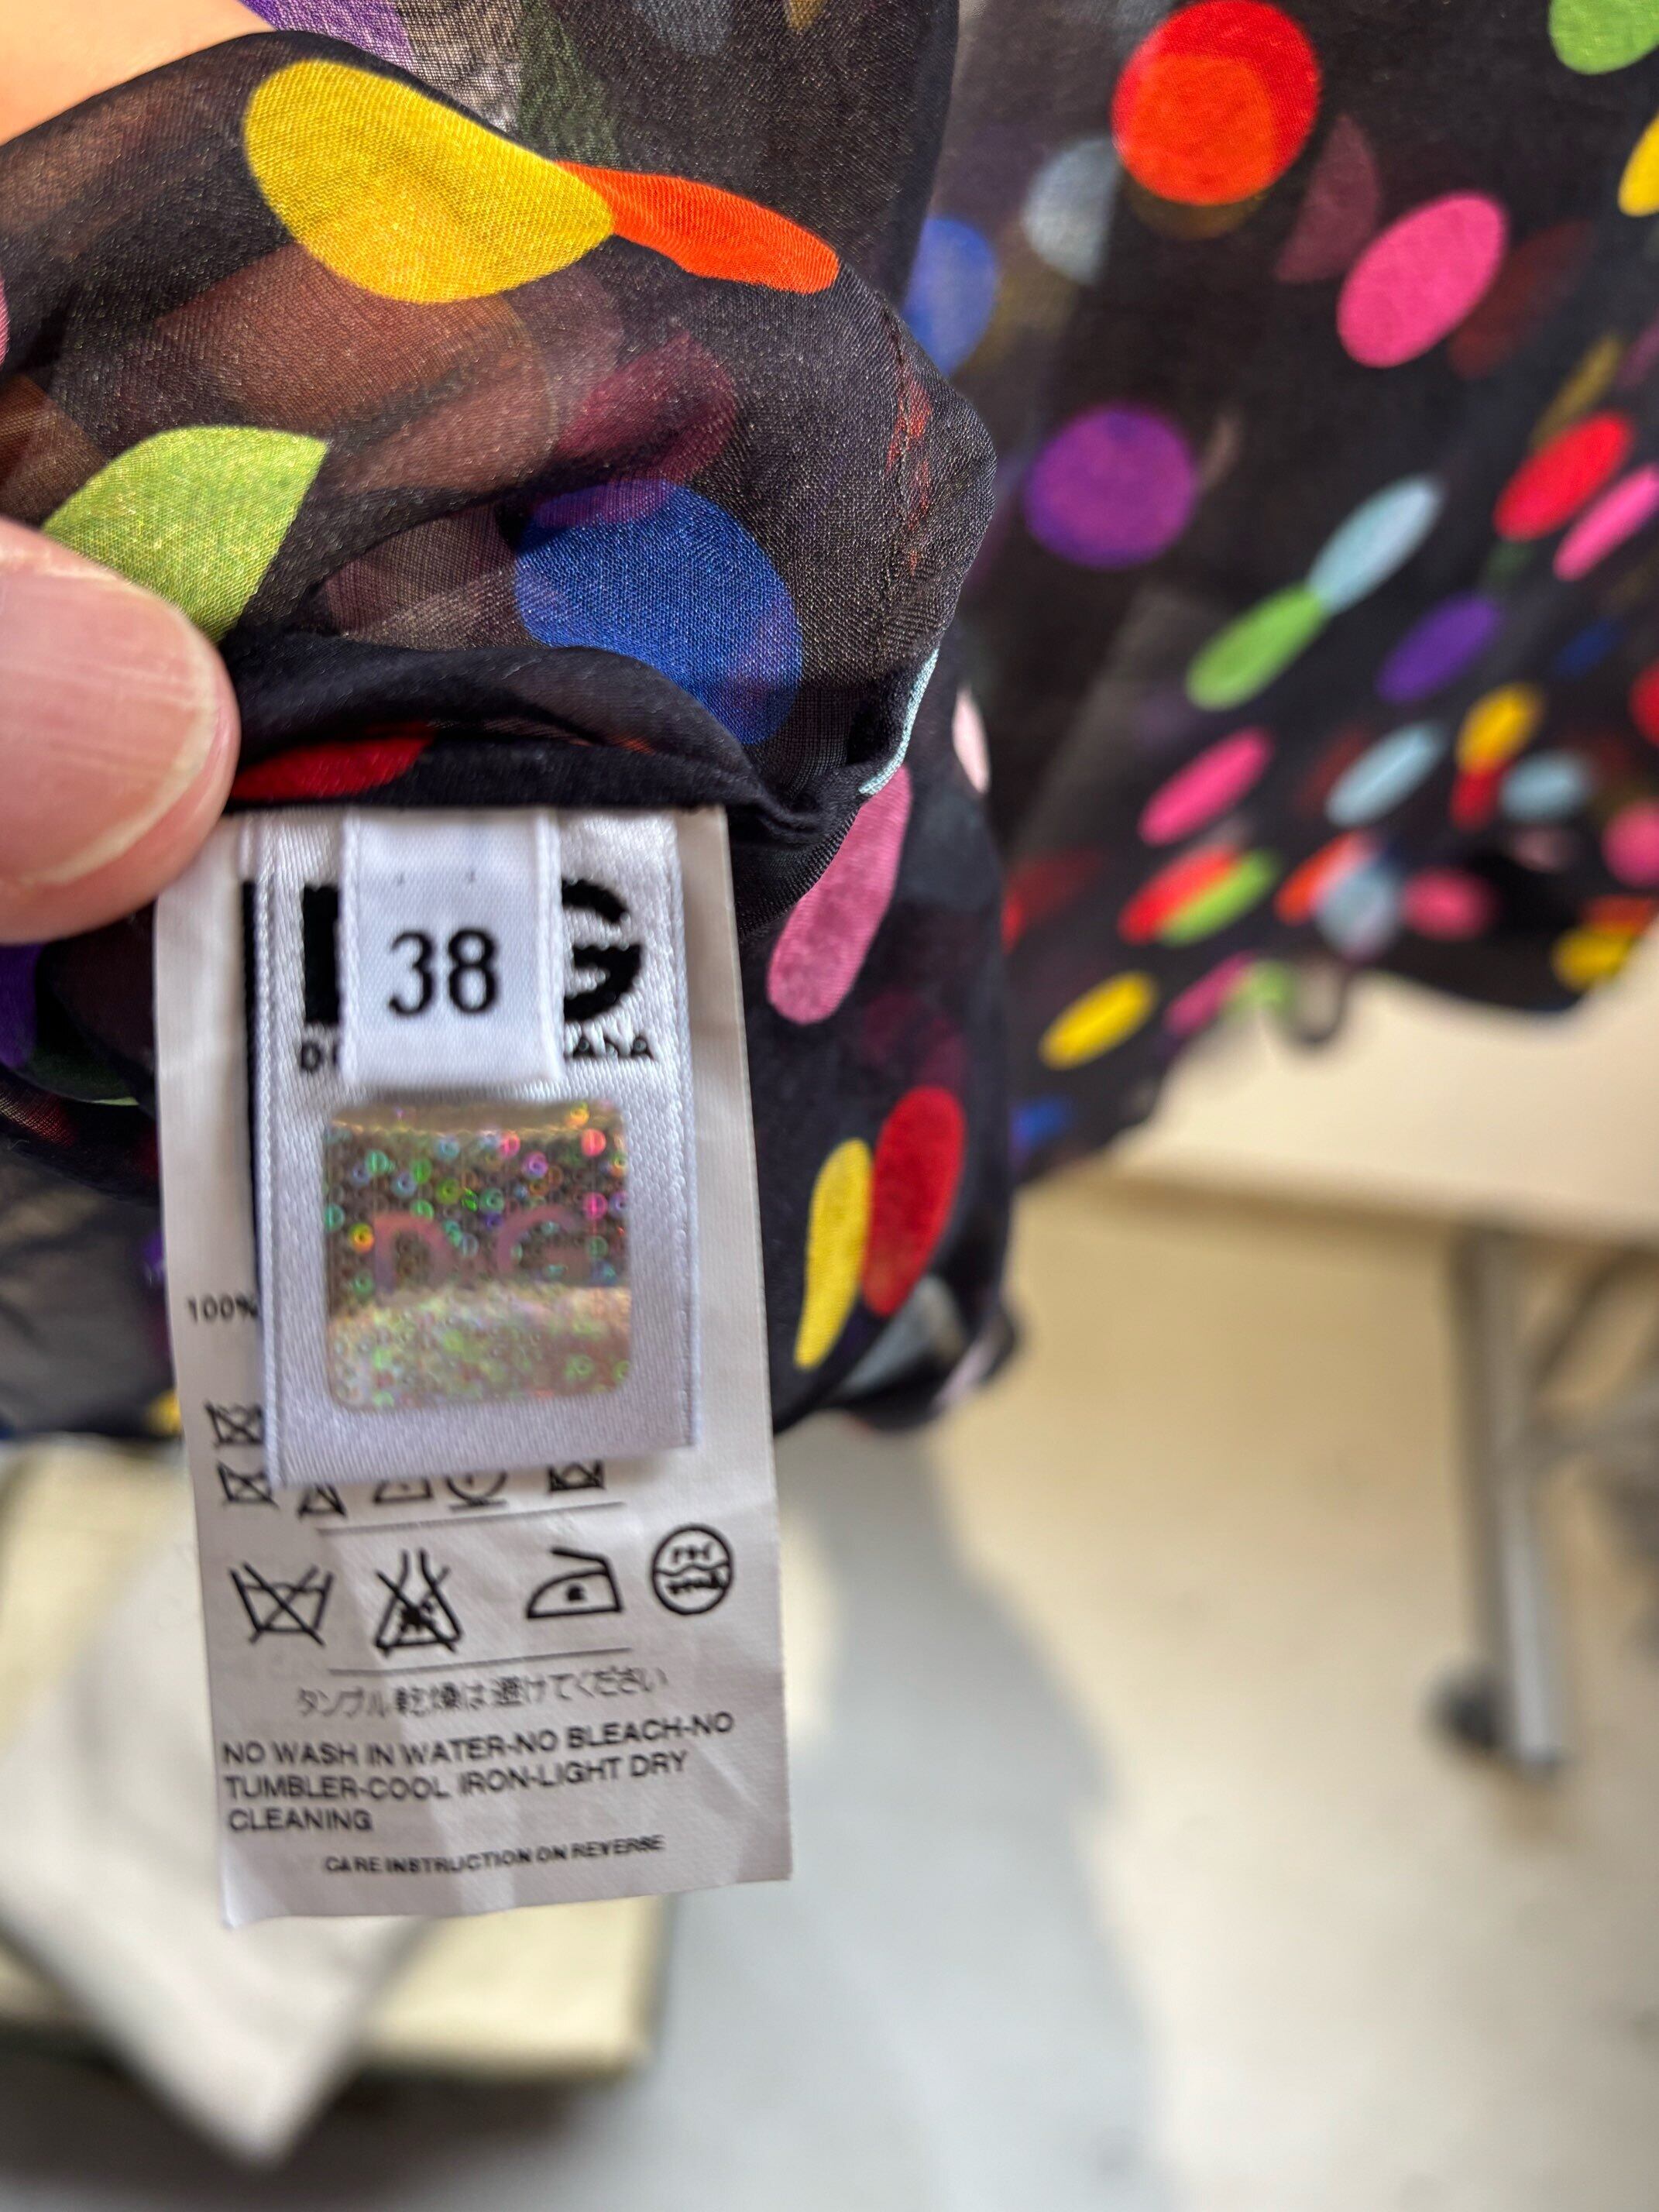 38
G
100%
D&G
タンブル乾燥は避けてください
NO WASH IN WATER-NO BLEACH-NO
TUMBLER-COOL IRON-LIGHT DRY
CLEANING
CARE INSTRUCTION ON REVERSE